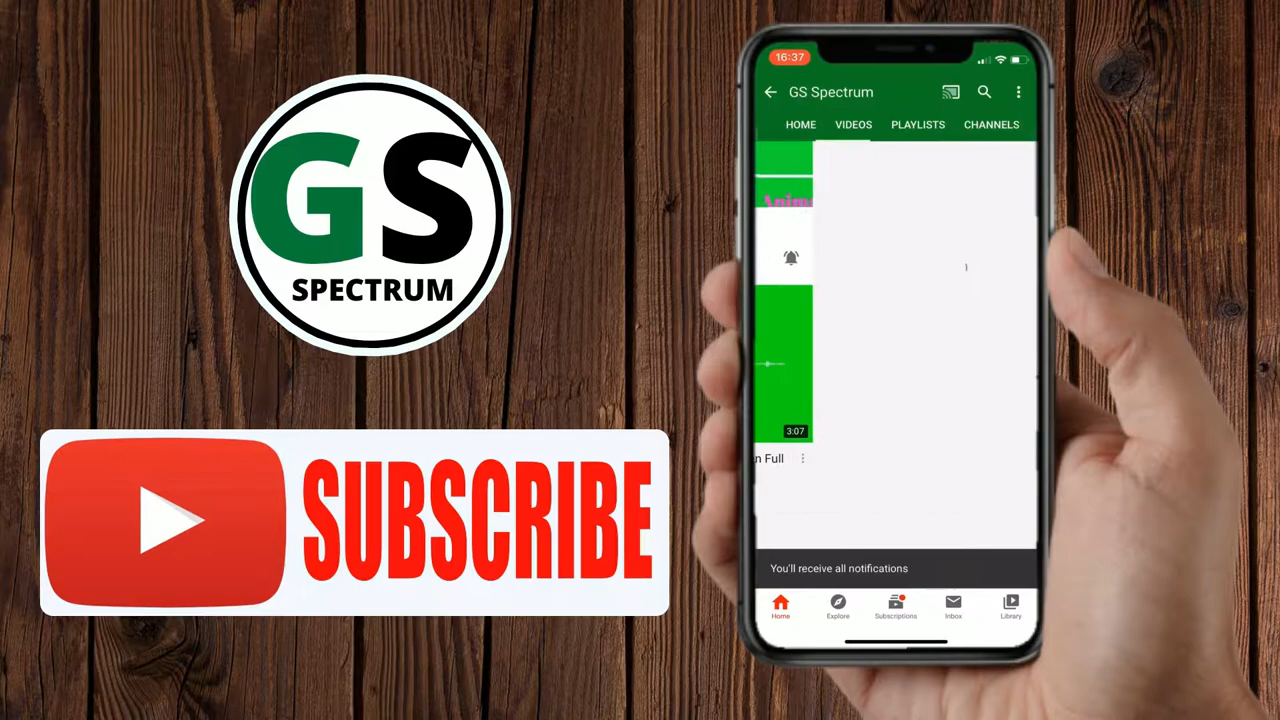 GS
SPECTRUM
SUBSCRIBE
16:37
GS Spectrum
HOME VIDEOS PLAYLISTS CHANNELS
3:07
n Full
You'll receive all notifications
Home Explore Subscriptions Inbox Library